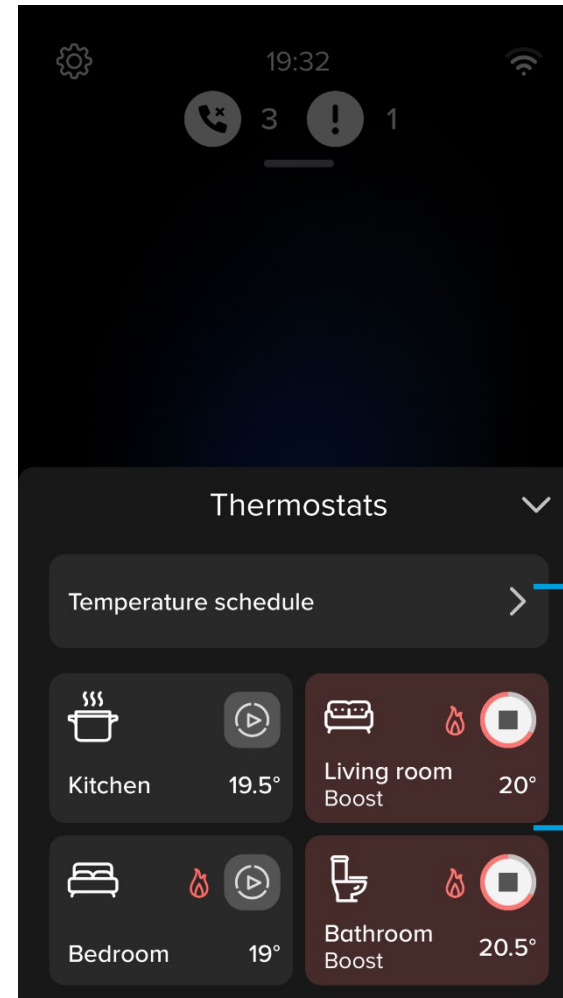 19:32
3 ! 1
Thermostats
Temperature schedule
Kitchen 19.5°
Living room 20°
Boost
Bedroom 19°
Bathroom 20.5°
Boost